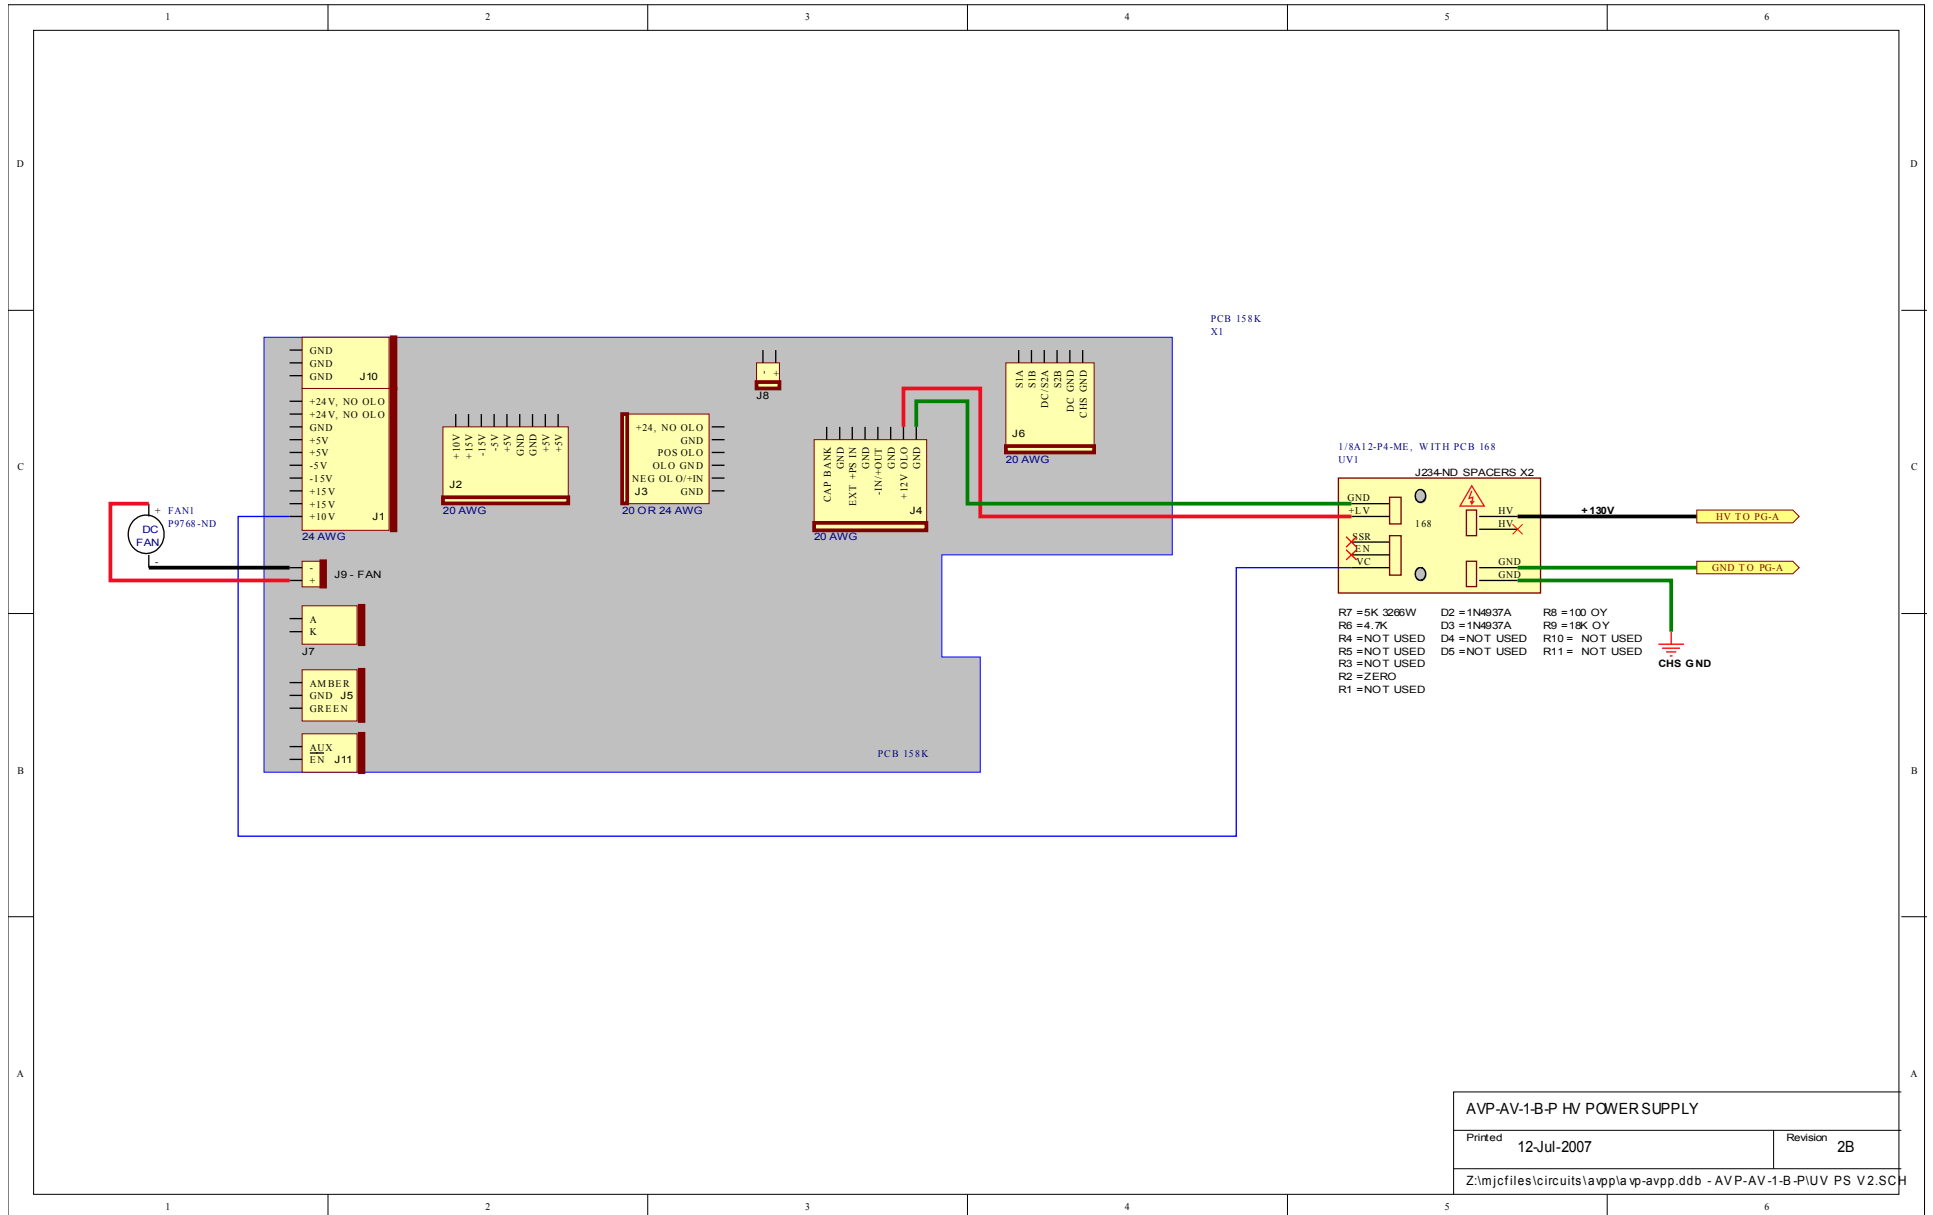 1 2 3 4 5 6
D D
PCB 158K
X1
GND
GND
GND
J10
+24V, NO OLO
+24V, NO OLO
GND
+5V
+5V
-5V
-15V
+15V
+15V
+10V
J1
24 AWG
+10V
+15V
-15V
-5V
+5V
GND
GND
+5V
+5V
J2
20 AWG
+24, NO OLO
GND
POS OLO
OLO GND
NEG OLO/+IN
GND
J3
20 OR 24 AWG
- +
J8
CAP BANK
GND
EXT +PS IN
GND
-IN/+OUT
GND
+12V OLO
GND
J4
20 AWG
S1A
S1B
DC/S2A
S2B
DC GND
CHS GND
J6
20 AWG
C C
1/8A12-P4-ME, WITH PCB 168
UV1
J234-ND SPACERS X2
GND
+LV
168
SSR
EN
VC
HV
HV
GND
GND
+130V
HV TO PG-A
GND TO PG-A
CHS GND
+ FAN1
P9768-ND
DC
FAN
-
-
+
J9 - FAN
A
K
J7
AMBER
GND J5
GREEN
AUX
EN J11
PCB 158K
R7 =5K 3266W D2 =1N4937A R8 =100 OY
R6 =4.7K D3 =1N4937A R9 =18K OY
R4 =NOT USED D4 =NOT USED R10 = NOT USED
R5 =NOT USED D5 =NOT USED R11 = NOT USED
R3 =NOT USED
R2 =ZERO
R1 =NOT USED
B B
A A
AVP-AV-1-B-P HV POWER SUPPLY
Printed 12-Jul-2007 Revision 2B
Z:\mjcfiles\circuits\avpp\avp-avpp.ddb - AVP-AV-1-B-P\UV PS V2.SCH
1 2 3 4 5 6